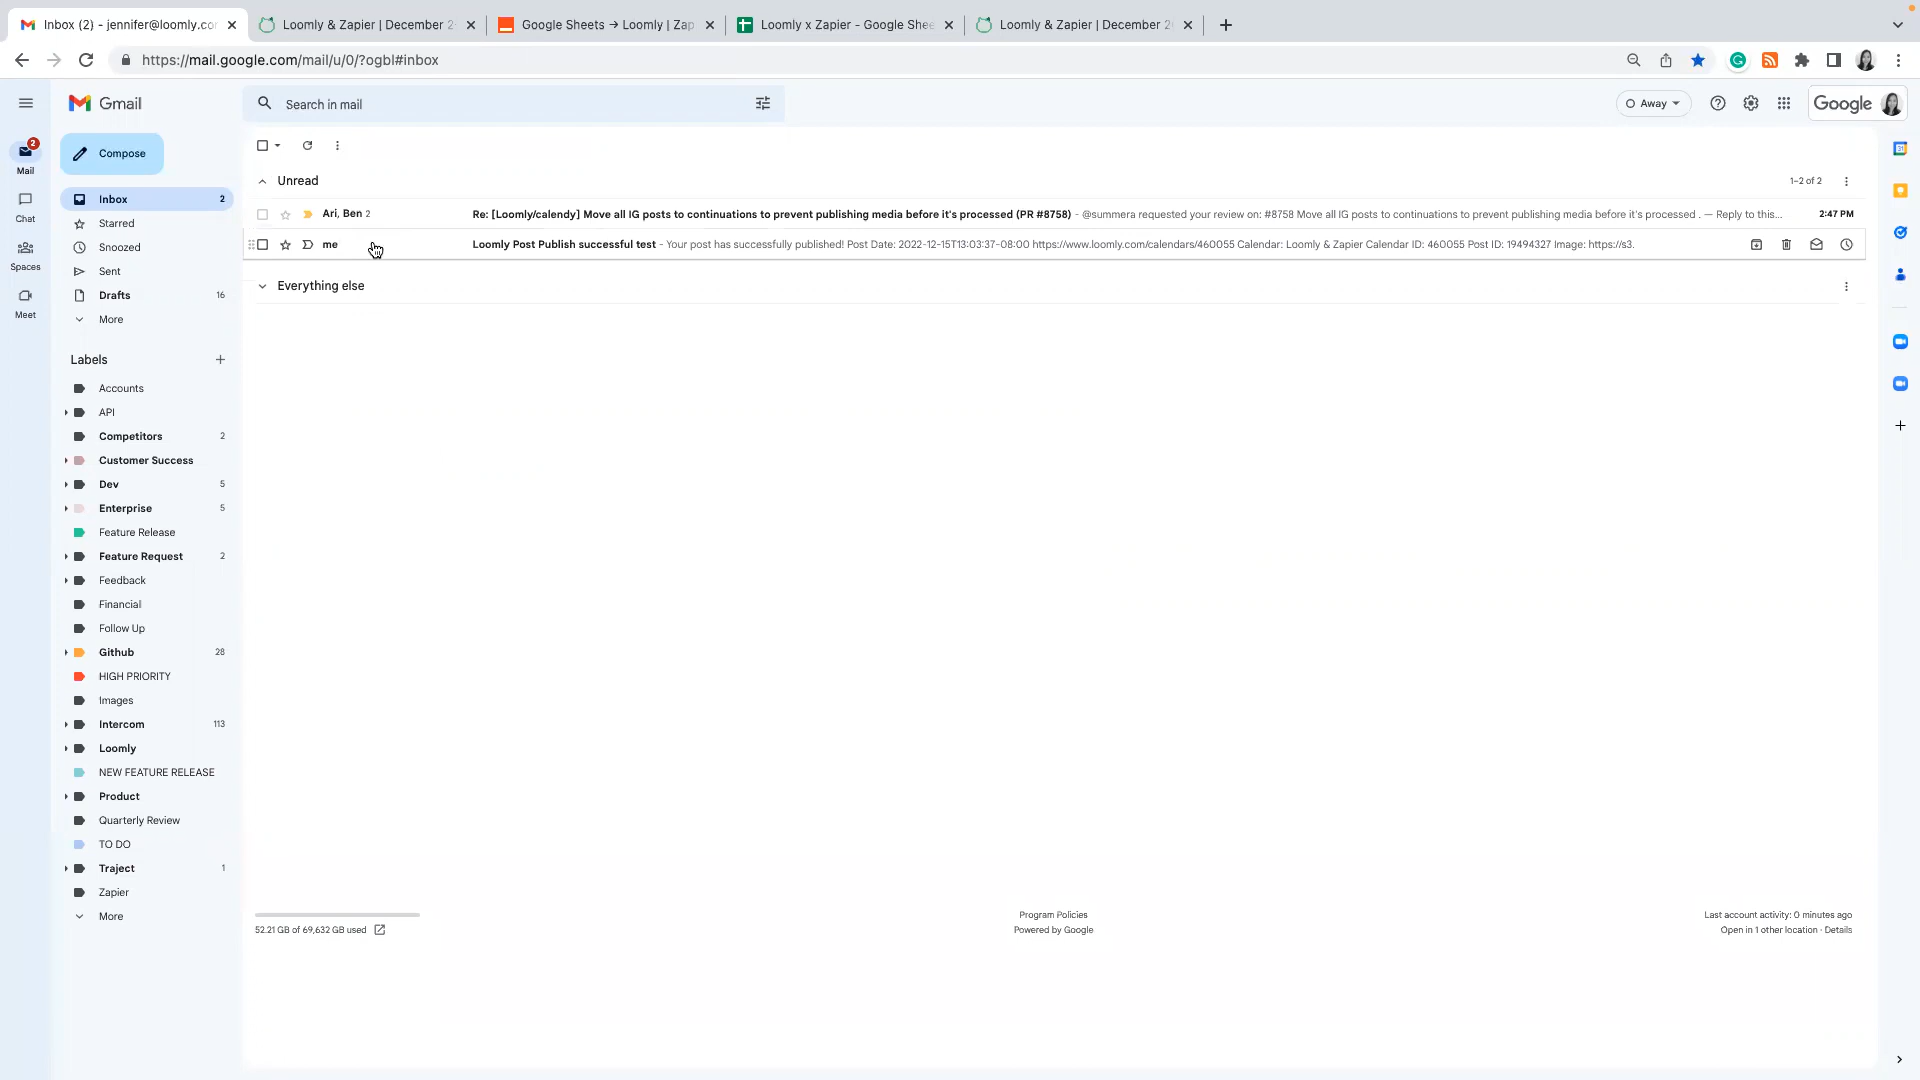 Inbox (2) - jennifer@loomly.co
Loomly & Zapier | December 2
Google Sheets → Loomly | Zap
Loomly x Zapier - Google Shee
Loomly & Zapier | December 2
https://mail.google.com/mail/u/0/?ogbl#inbox
Gmail
Search in mail
Away
Google
2
Mail
Compose
Unread
1–2 of 2
Inbox 2
Ari, Ben 2 Re: [Loomly/calendy] Move all IG posts to continuations to prevent publishing media before it's processed (PR #8758) - @summera requested your review on: #8758 Move all IG posts to continuations to prevent publishing media before it's processed . — Reply to this... 2:47 PM
Chat
Starred
me Loomly Post Publish successful test - Your post has successfully published! Post Date: 2022-12-15T13:03:37-08:00 https://www.loomly.com/calendars/460055 Calendar: Loomly & Zapier Calendar ID: 460055 Post ID: 19494327 Image: https://s3.
Snoozed
Spaces
Sent
Everything else
Drafts 16
Meet
More
Labels
Accounts
API
Competitors 2
Customer Success
Dev 5
Enterprise 5
Feature Release
Feature Request 2
Feedback
Financial
Follow Up
Github 28
HIGH PRIORITY
Images
Intercom 113
Loomly
NEW FEATURE RELEASE
Product
Quarterly Review
TO DO
Traject 1
Zapier
More
52.21 GB of 69,632 GB used
Program Policies
Powered by Google
Last account activity: 0 minutes ago
Open in 1 other location · Details